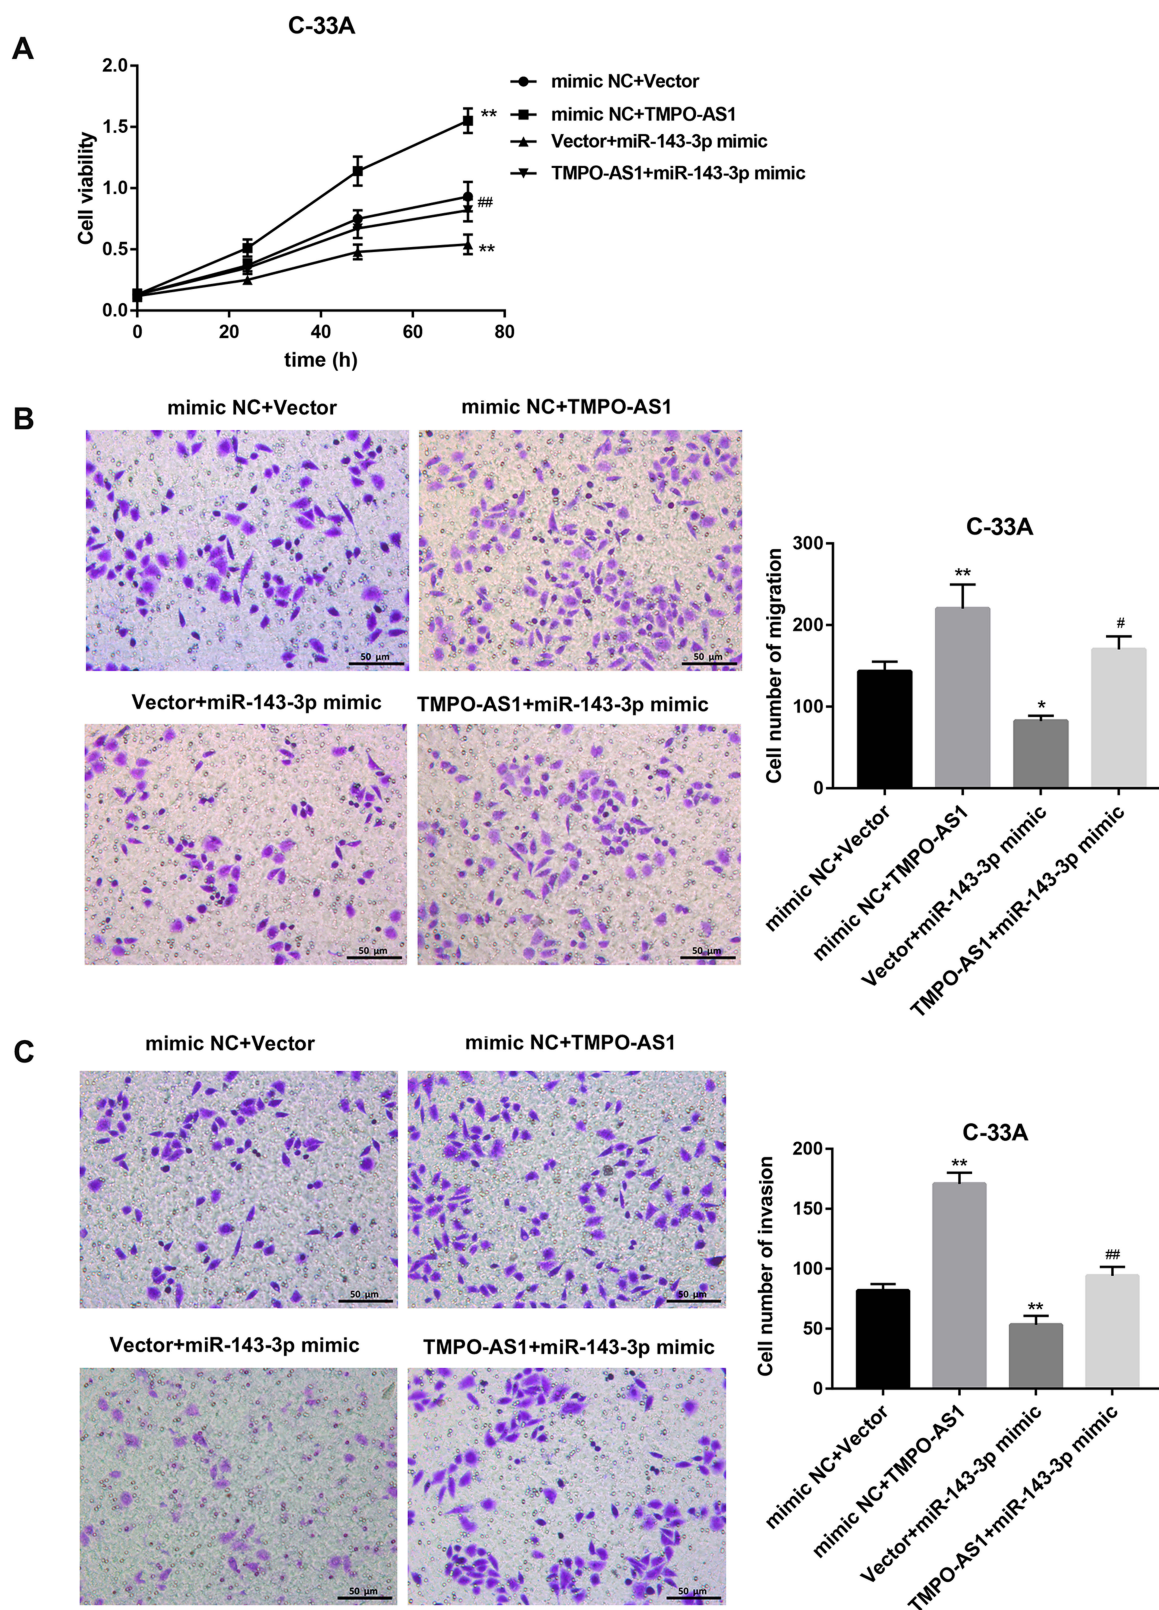 A
C-33A
Cell viability
2.0
1.5
1.0
0.5
0.0
0
20
40
60
80
time (h)
**
##
**
mimic NC+Vector
mimic NC+TMPO-AS1
Vector+miR-143-3p mimic
TMPO-AS1+miR-143-3p mimic
B
mimic NC+Vector
mimic NC+TMPO-AS1
50 µm
50 µm
Vector+miR-143-3p mimic
TMPO-AS1+miR-143-3p mimic
50 µm
50 µm
C-33A
Cell number of migration
300
200
100
0
**
*
#
mimic NC+Vector
mimic NC+TMPO-AS1
Vector+miR-143-3p mimic
TMPO-AS1+miR-143-3p mimic
C
mimic NC+Vector
mimic NC+TMPO-AS1
50 µm
50 µm
Vector+miR-143-3p mimic
TMPO-AS1+miR-143-3p mimic
50 µm
50 µm
C-33A
Cell number of invasion
200
150
100
50
0
**
**
##
mimic NC+Vector
mimic NC+TMPO-AS1
Vector+miR-143-3p mimic
TMPO-AS1+miR-143-3p mimic